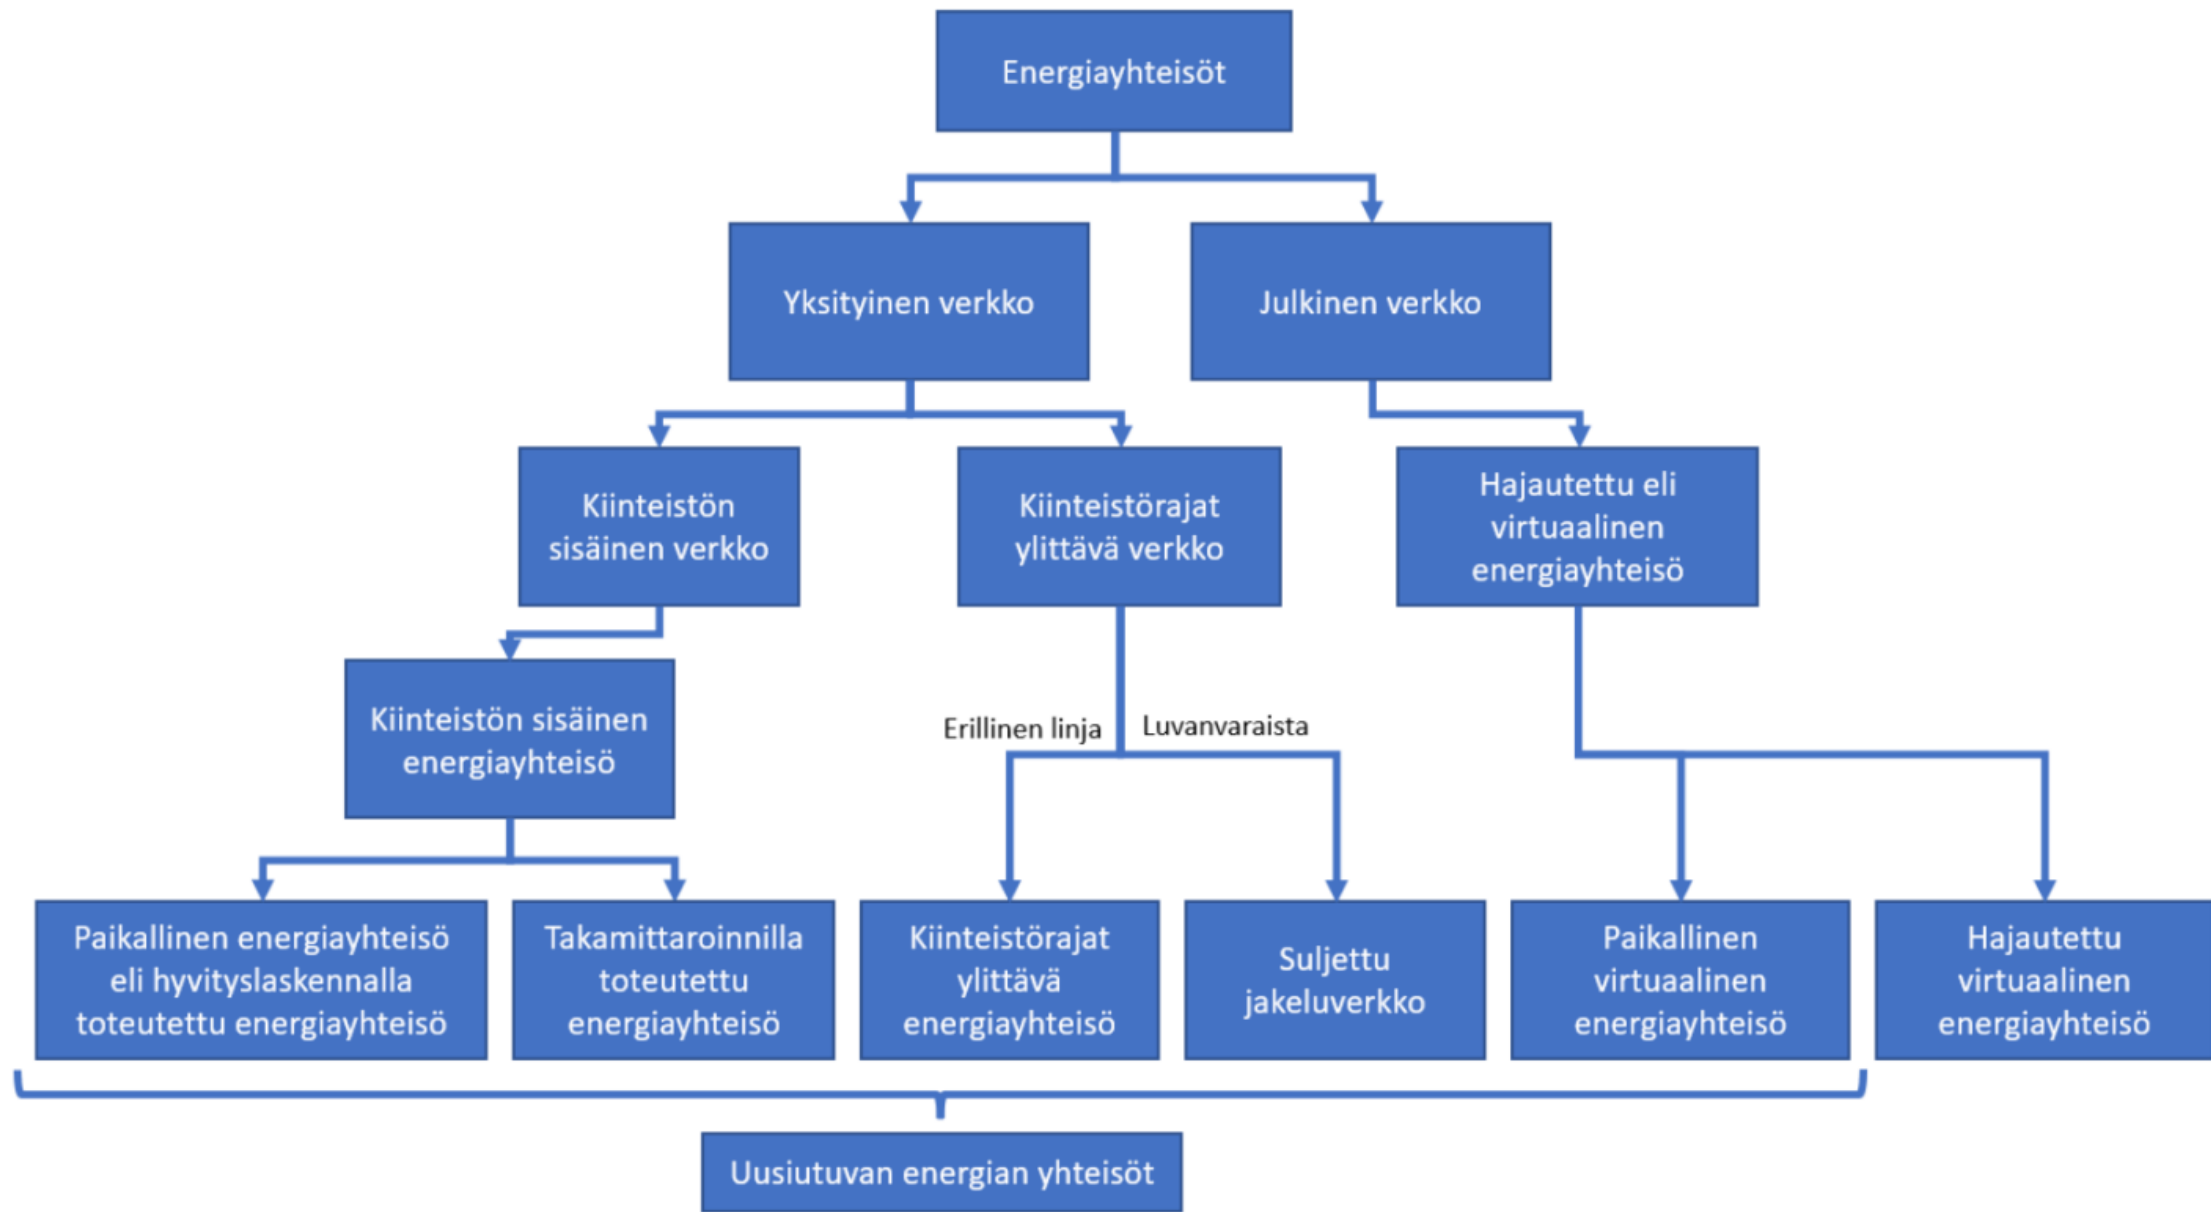 Energiayhteisöt
Yksityinen verkko
Julkinen verkko
Kiinteistön
sisäinen verkko
Kiinteistörajat
ylittävä verkko
Hajautettu eli
virtuaalinen
energiayhteisö
Kiinteistön sisäinen
energiayhteisö
Erillinen linja
Luvanvaraista
Paikallinen energiayhteisö
eli hyvityslaskennalla
toteutettu energiayhteisö
Takamittaroinnilla
toteutettu
energiayhteisö
Kiinteistörajat
ylittävä
energiayhteisö
Suljettu
jakeluverkko
Paikallinen
virtuaalinen
energiayhteisö
Hajautettu
virtuaalinen
energiayhteisö
Uusiutuvan energian yhteisöt